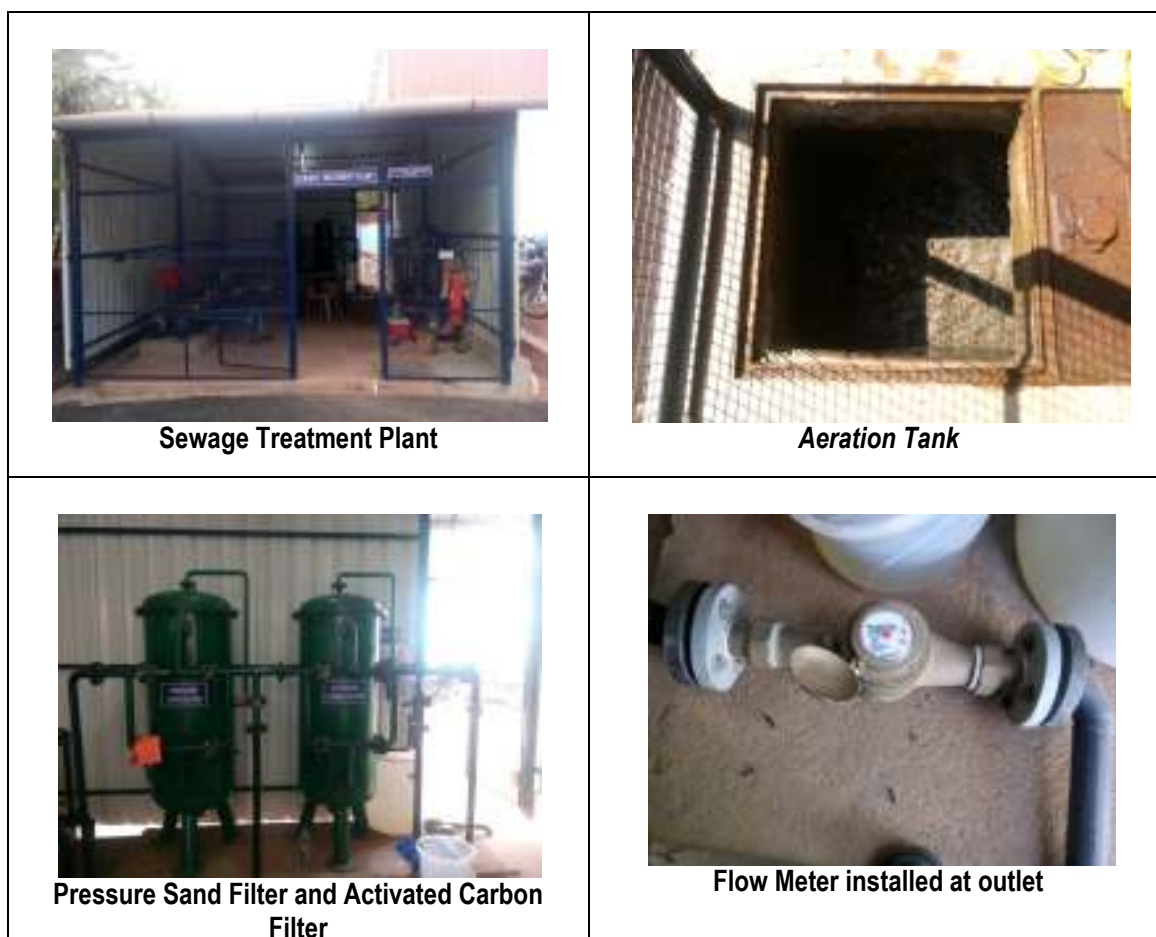 Sewage Treatment Plant
Aeration Tank
Pressure Sand Filter and Activated Carbon
Filter
Flow Meter installed at outlet